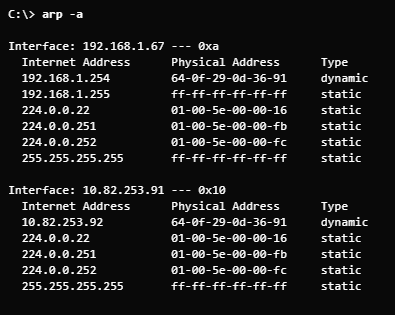 C:\> arp -a
Interface: 192.168.1.67 --- 0xa
Internet Address Physical Address Type
192.168.1.254 64-0f-29-0d-36-91 dynamic
192.168.1.255 ff-ff-ff-ff-ff-ff static
224.0.0.22 01-00-5e-00-00-16 static
224.0.0.251 01-00-5e-00-00-fb static
224.0.0.252 01-00-5e-00-00-fc static
255.255.255.255 ff-ff-ff-ff-ff-ff static
Interface: 10.82.253.91 --- 0x10
Internet Address Physical Address Type
10.82.253.92 64-0f-29-0d-36-91 dynamic
224.0.0.22 01-00-5e-00-00-16 static
224.0.0.251 01-00-5e-00-00-fb static
224.0.0.252 01-00-5e-00-00-fc static
255.255.255.255 ff-ff-ff-ff-ff-ff static